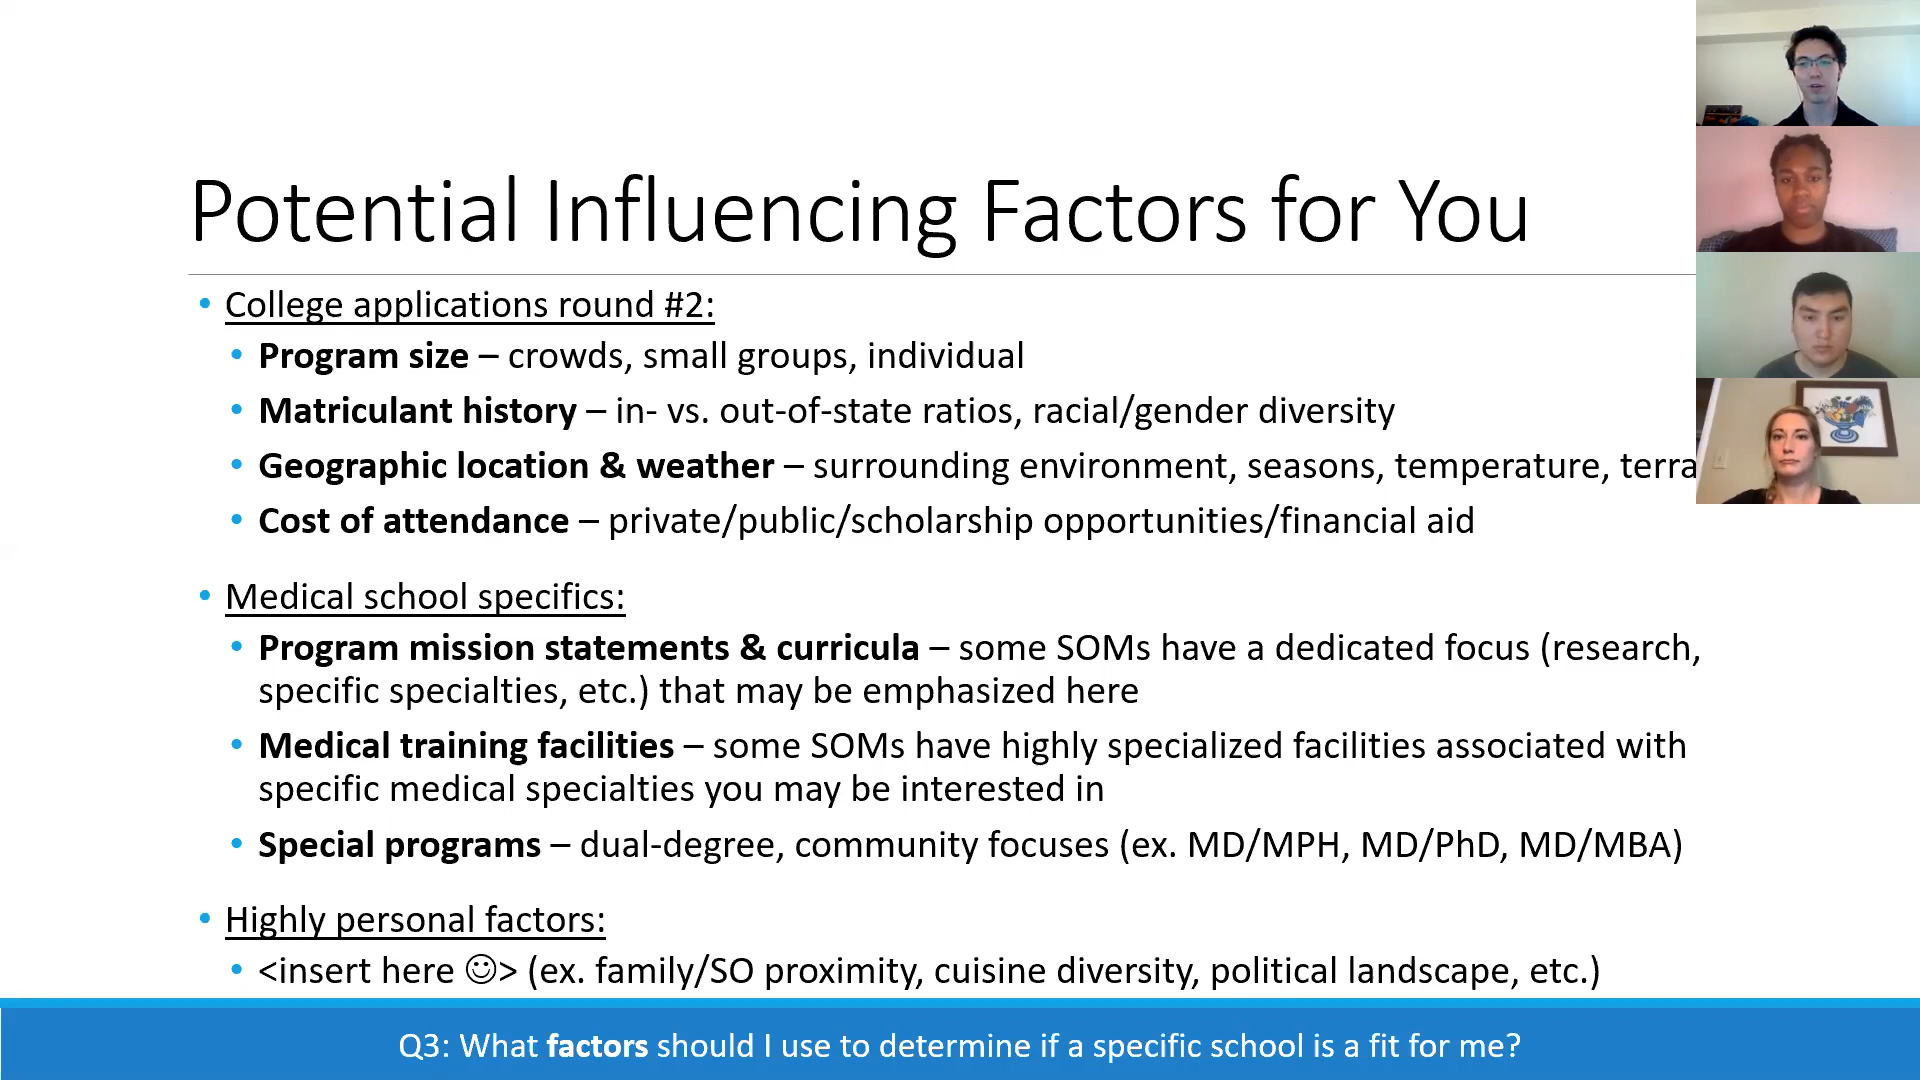 Potential Influencing Factors for You
• College applications round #2:
• Program size – crowds, small groups, individual
• Matriculant history – in- vs. out-of-state ratios, racial/gender diversity
• Geographic location & weather – surrounding environment, seasons, temperature, terra
• Cost of attendance – private/public/scholarship opportunities/financial aid
• Medical school specifics:
• Program mission statements & curricula – some SOMs have a dedicated focus (research,
specific specialties, etc.) that may be emphasized here
• Medical training facilities – some SOMs have highly specialized facilities associated with
specific medical specialties you may be interested in
• Special programs – dual-degree, community focuses (ex. MD/MPH, MD/PhD, MD/MBA)
• Highly personal factors:
• <insert here ☺> (ex. family/SO proximity, cuisine diversity, political landscape, etc.)
Q3: What factors should I use to determine if a specific school is a fit for me?